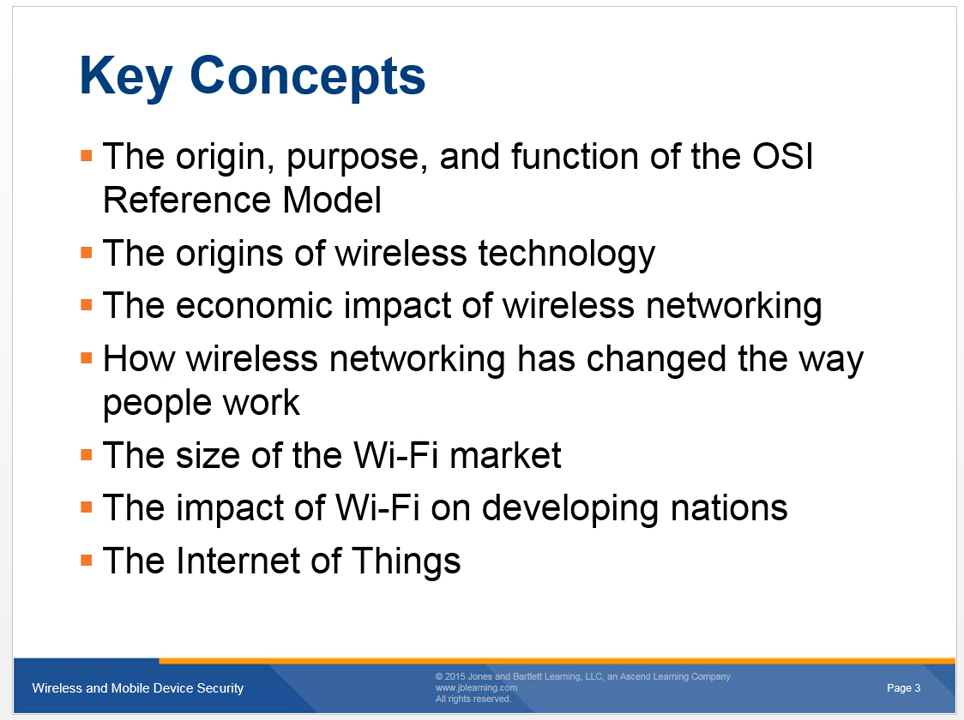 Key Concepts
▪ The origin, purpose, and function of the OSI
Reference Model
▪ The origins of wireless technology
▪ The economic impact of wireless networking
▪ How wireless networking has changed the way
people work
▪ The size of the Wi-Fi market
▪ The impact of Wi-Fi on developing nations
▪ The Internet of Things
Wireless and Mobile Device Security
© 2015 Jones and Bartlett Learning, LLC, an Ascend Learning Company
www.jblearning.com
All rights reserved.
Page 3